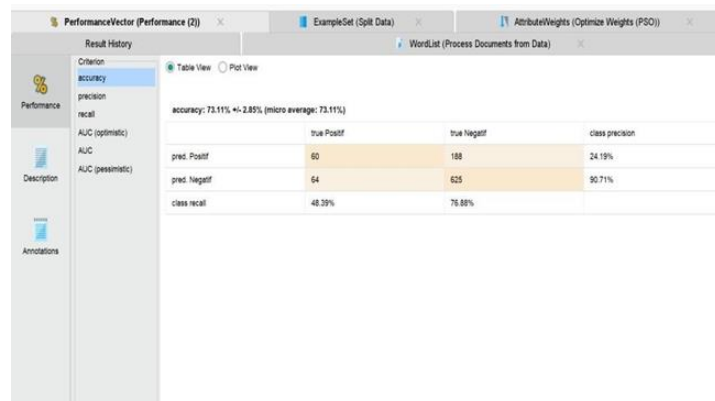 PerformanceVector (Performance (2)) ExampleSet (Split Data) AttributeWeights (Optimize Weights (PSO))
Result History WordList (Process Documents from Data)
Performance
Description
Annotations
Criterion
accuracy
precision
recall
AUC (optimistic)
AUC
AUC (pessimistic)
Table View Plot View
accuracy: 73.11% +/- 2.85% (micro average: 73.11%)
true Positif true Negatif class precision
pred. Positif 60 188 24.19%
pred. Negatif 64 625 90.71%
class recall 48.39% 76.88%